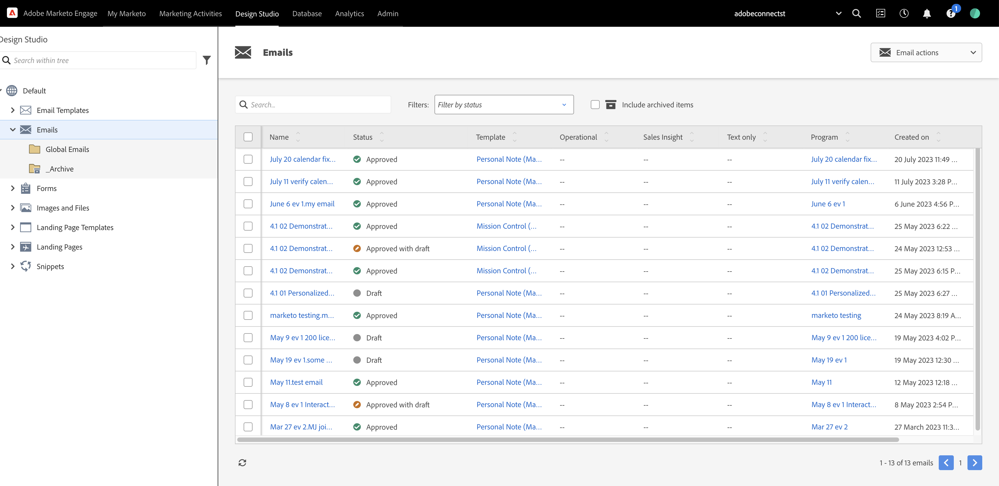 Adobe Marketo Engage My Marketo Marketing Activities Design Studio Database Analytics Admin adobeconnectst 1
Design Studio
Search within tree
Default
Email Templates
Emails
Global Emails
_Archive
Forms
Images and Files
Landing Page Templates
Landing Pages
Snippets
Emails
Email actions
Search... Filters: Filter by status Include archived items
Name Status Template Operational Sales Insight Text only Program Created on
July 20 calendar fix... Approved Personal Note (Ma... -- -- -- July 20 calendar fix... 20 July 2023 11:49 ...
July 11 verify calen... Approved Personal Note (Ma... -- -- -- July 11 verify calen... 11 July 2023 3:28 P...
June 6 ev 1.my email Approved Personal Note (Ma... -- -- -- June 6 ev 1 6 June 2023 4:56 P...
4.1 02 Demonstrat... Approved Mission Control (... -- -- -- 4.1 02 Demonstrat... 25 May 2023 6:22 ...
4.1 02 Demonstrat... Approved with draft Mission Control (... -- -- -- 4.1 02 Demonstrat... 24 May 2023 12:53 ...
4.1 02 Demonstrat... Approved Mission Control (... -- -- -- 4.1 02 Demonstrat... 25 May 2023 6:15 P...
4.1 01 Personalized... Draft Personal Note (Ma... -- -- -- 4.1 01 Personalized... 25 May 2023 6:27 ...
marketo testing.m... Approved Personal Note (Ma... -- -- -- marketo testing 24 May 2023 8:19 A...
May 9 ev 1 200 lice... Draft Personal Note (Ma... -- -- -- May 9 ev 1 200 lice... 19 May 2023 4:02 P...
May 19 ev 1.some ... Draft Personal Note (Ma... -- -- -- May 19 ev 1 19 May 2023 12:30 ...
May 11.test email Approved Personal Note (Ma... -- -- -- May 11 12 May 2023 12:18 ...
May 8 ev 1 Interact... Approved with draft Personal Note (Ma... -- -- -- May 8 ev 1 Interact... 8 May 2023 2:54 P...
Mar 27 ev 2.MJ joi... Approved Personal Note (Ma... -- -- -- Mar 27 ev 2 27 March 2023 11:3...
1 - 13 of 13 emails 1